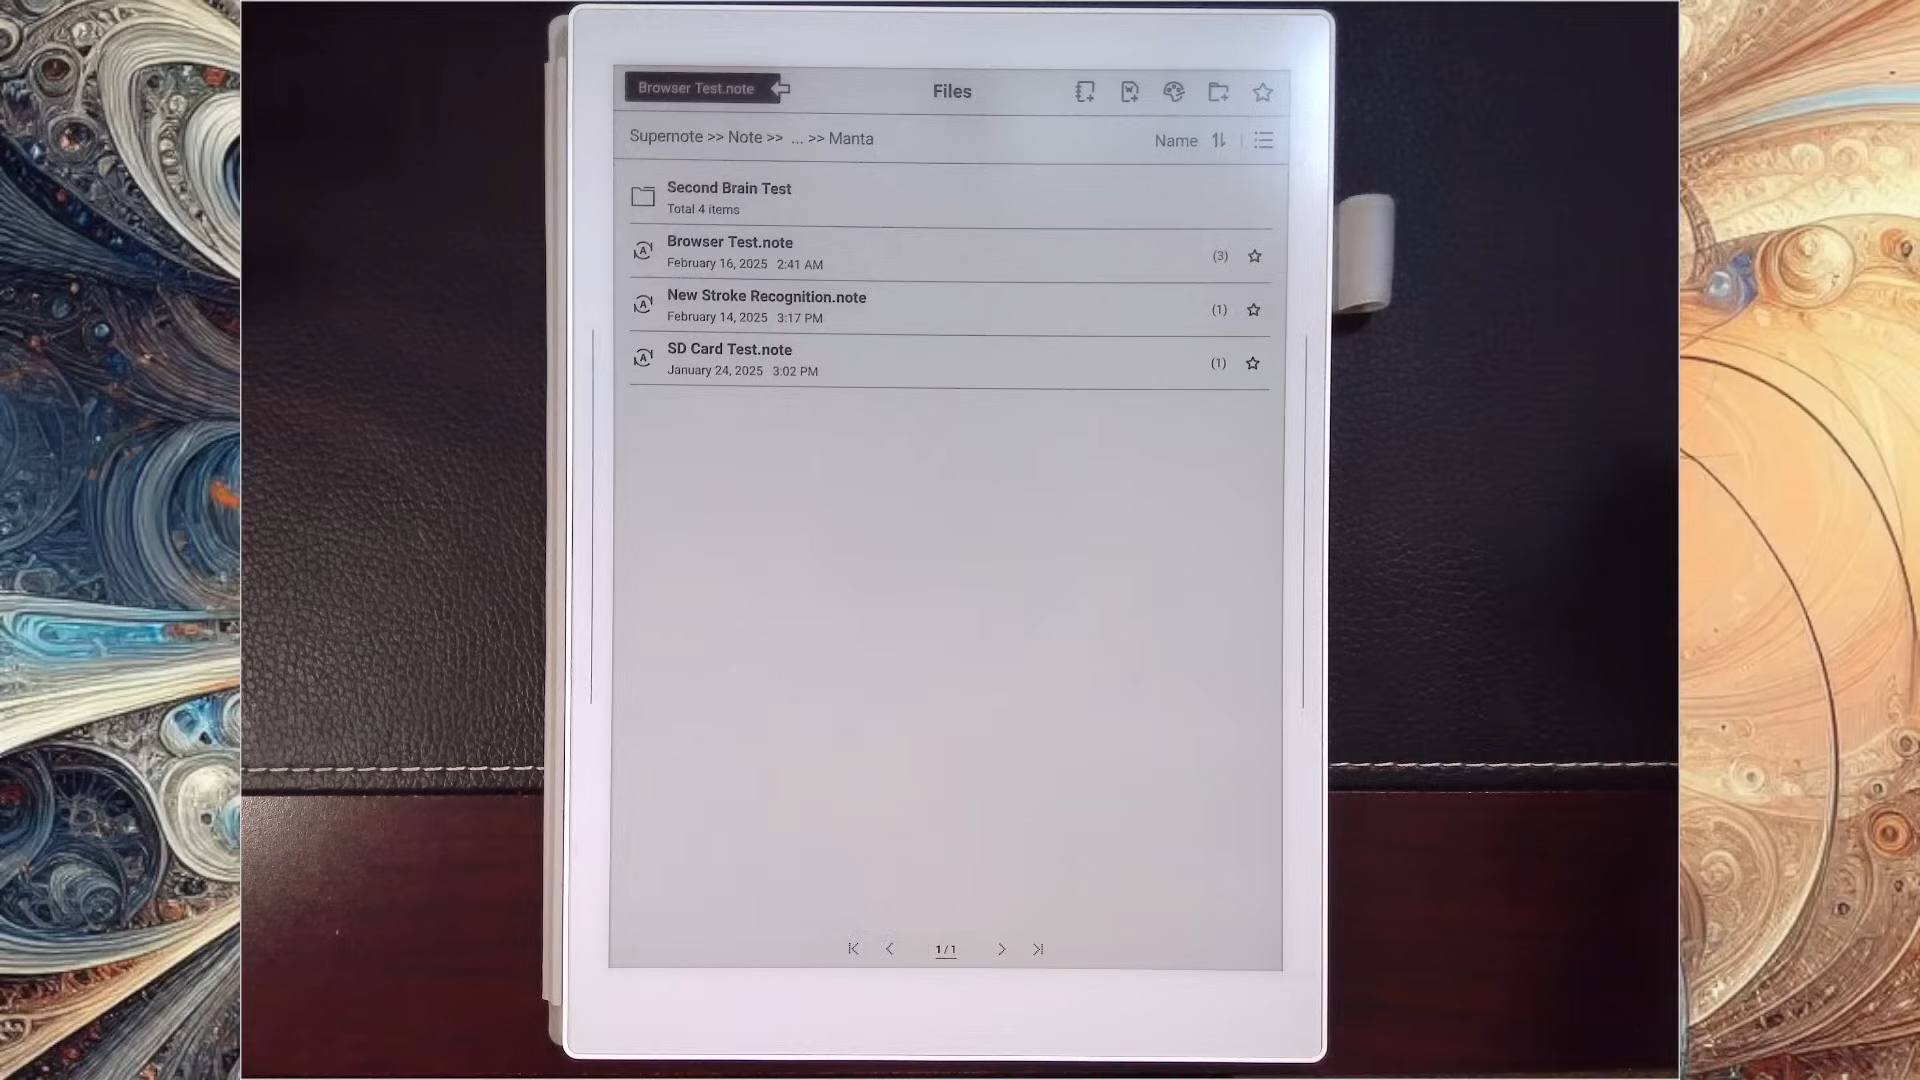 Browser Test.note
Files
Supernote >> Note >> ... >> Manta
Name
Second Brain Test
Total 4 items
Browser Test.note
February 16, 2025 2:41 AM
(3)
New Stroke Recognition.note
February 14, 2025 3:17 PM
(1)
SD Card Test.note
January 24, 2025 3:02 PM
(1)
1/1